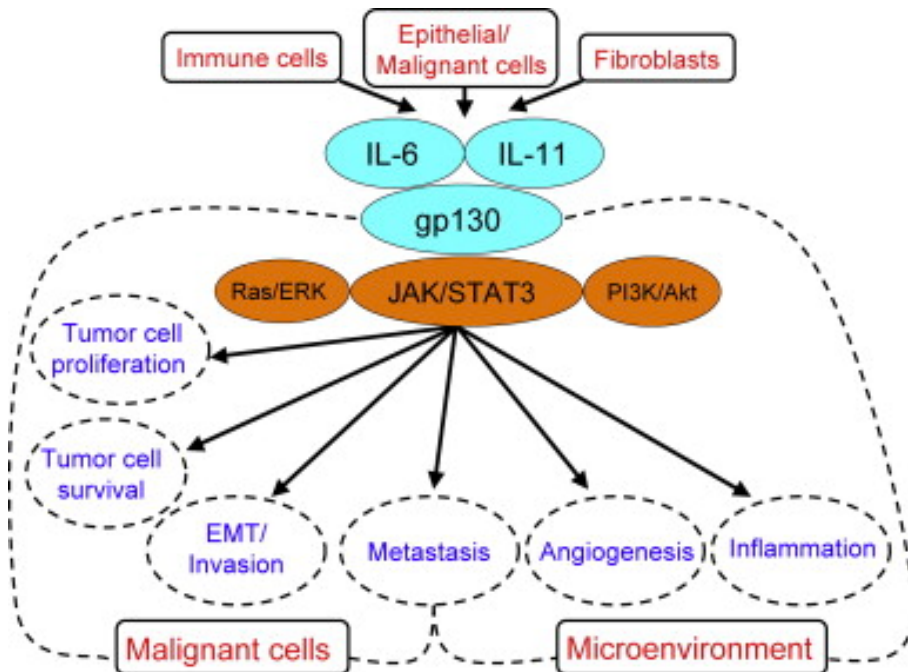 Immune cells
Epithelial/
Malignant cells
Fibroblasts
IL-6
IL-11
gp130
Ras/ERK
JAK/STAT3
PI3K/Akt
Tumor cell
proliferation
Tumor cell
survival
EMT/
Invasion
Metastasis
Angiogenesis
Inflammation
Malignant cells
Microenvironment